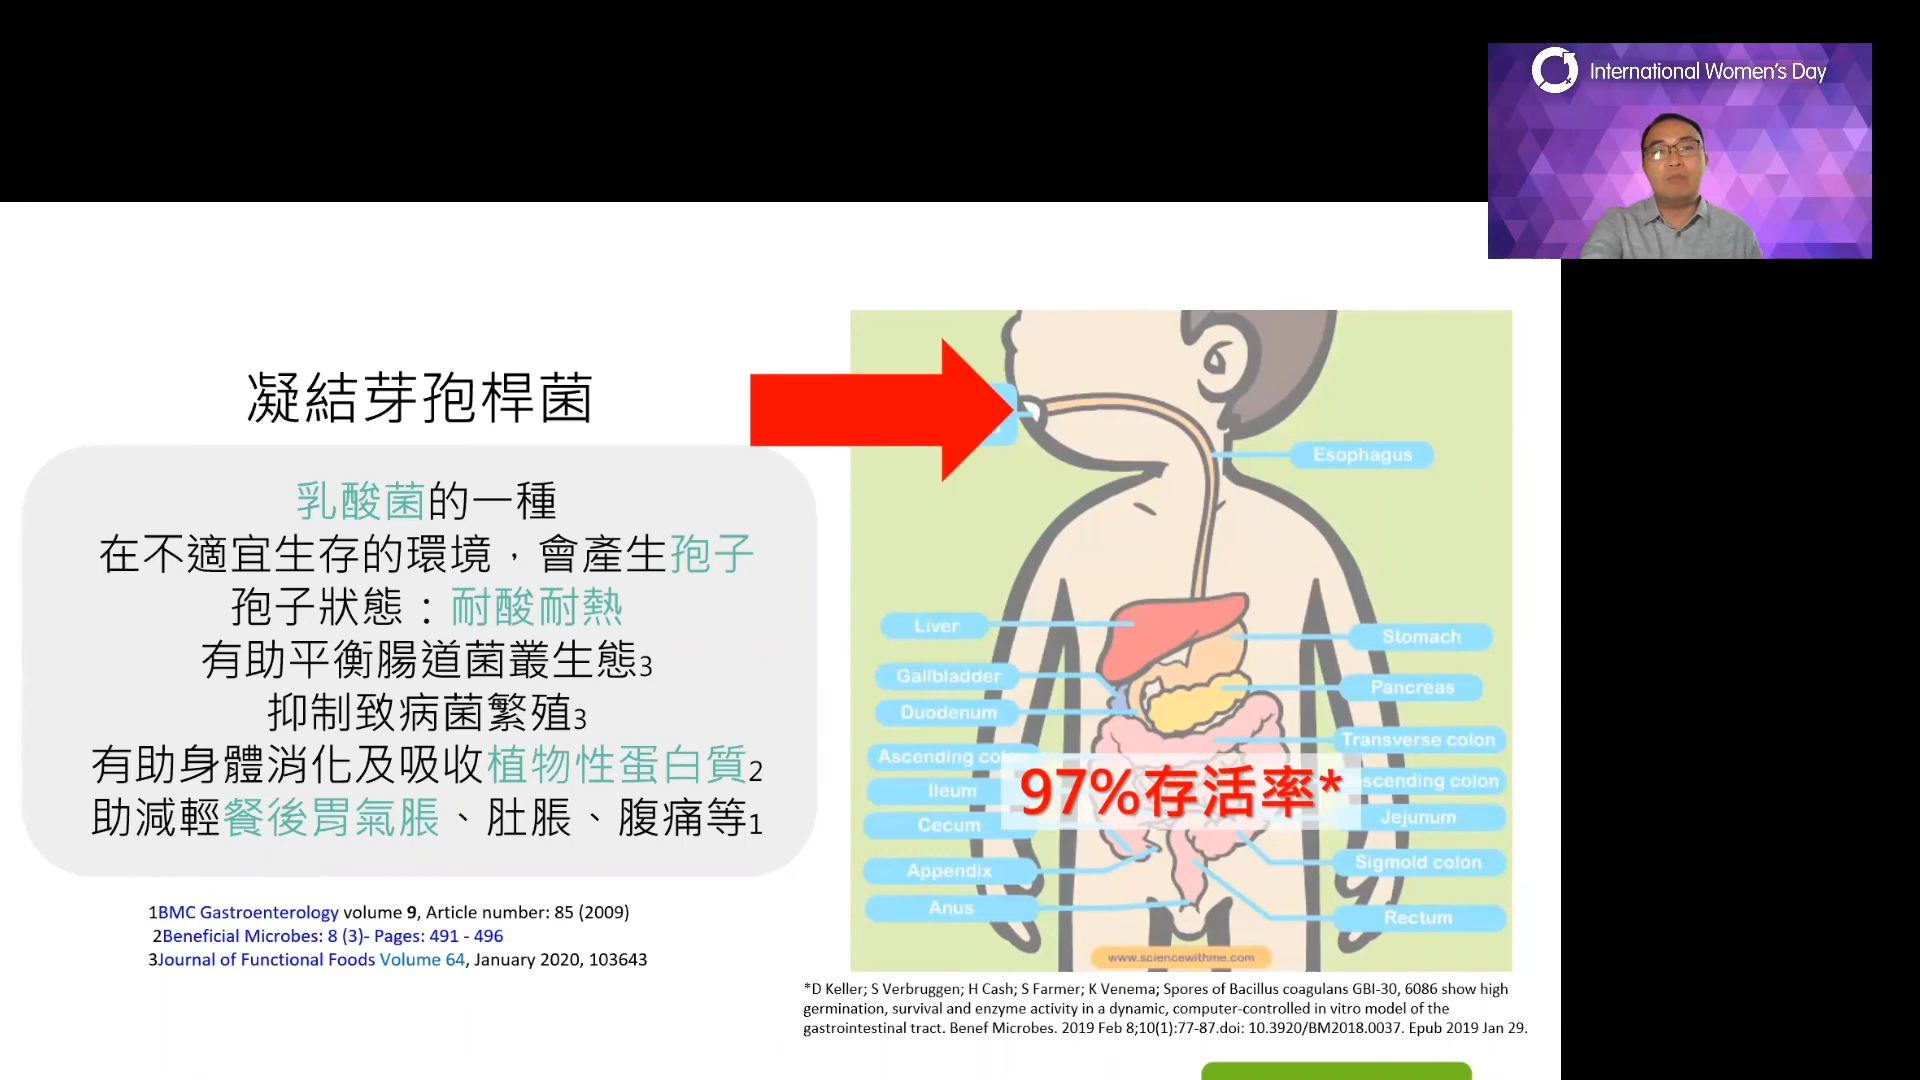 International Women's Day
凝結芽孢桿菌
乳酸菌的一種
在不適宜生存的環境，會產生孢子
孢子狀態：耐酸耐熱
有助平衡腸道菌叢生態3
抑制致病菌繁殖3
有助身體消化及吸收植物性蛋白質2
助減輕餐後胃氣脹、肚脹、腹痛等1
1BMC Gastroenterology volume 9, Article number: 85 (2009)
2Beneficial Microbes: 8 (3)- Pages: 491 - 496
3Journal of Functional Foods Volume 64, January 2020, 103643
Esophagus
Liver
Stomach
Gallbladder
Pancreas
Duodenum
Transverse colon
Ascending colon
scending colon
97%存活率*
Ileum
Jejunum
Cecum
Sigmold colon
Appendix
Anus
Rectum
www.sciencewithme.com
*D Keller; S Verbruggen; H Cash; S Farmer; K Venema; Spores of Bacillus coagulans GBI-30, 6086 show high
germination, survival and enzyme activity in a dynamic, computer-controlled in vitro model of the
gastrointestinal tract. Benef Microbes. 2019 Feb 8;10(1):77-87.doi: 10.3920/BM2018.0037. Epub 2019 Jan 29.